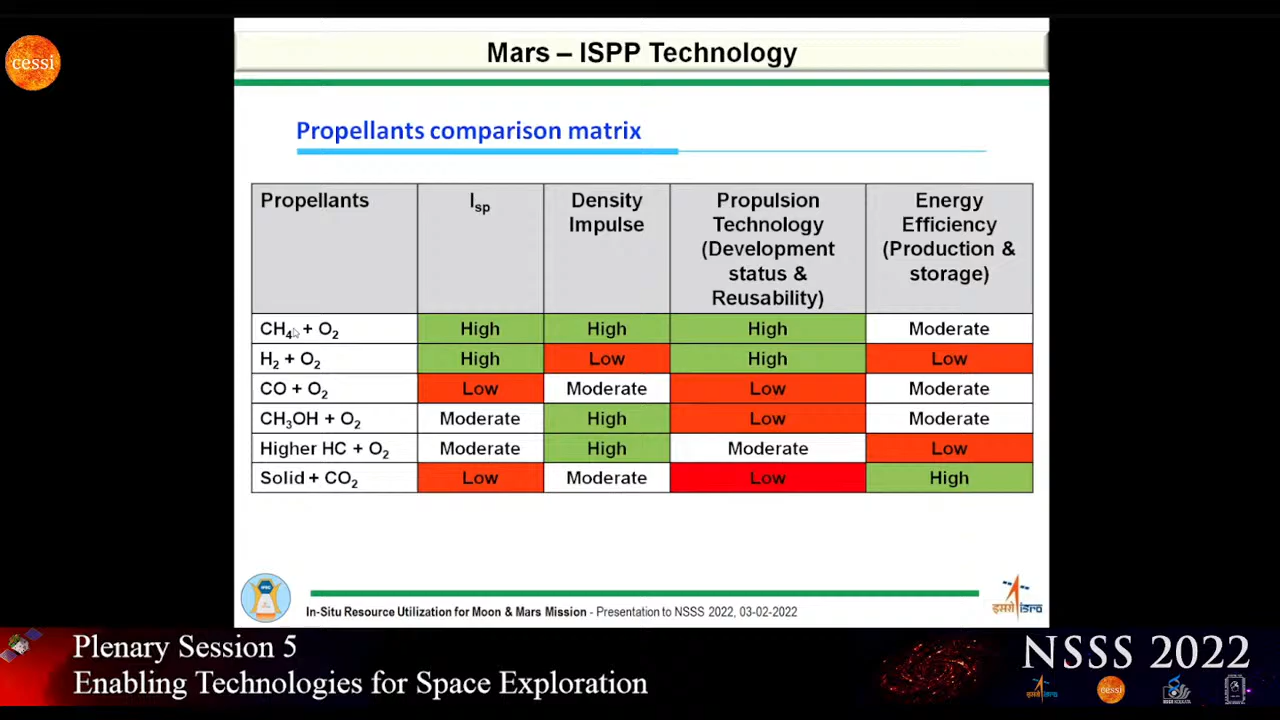 cessi
Mars – ISPP Technology
Propellants comparison matrix
Propellants | Isp | Density Impulse | Propulsion Technology (Development status & Reusability) | Energy Efficiency (Production & storage)
CH4 + O2 | High | High | High | Moderate
H2 + O2 | High | Low | High | Low
CO + O2 | Low | Moderate | Low | Moderate
CH3OH + O2 | Moderate | High | Low | Moderate
Higher HC + O2 | Moderate | High | Moderate | Low
Solid + CO2 | Low | Moderate | Low | High
In-Situ Resource Utilization for Moon & Mars Mission - Presentation to NSSS 2022, 03-02-2022
इसरो isro
Plenary Session 5
Enabling Technologies for Space Exploration
NSSS 2022
cessi